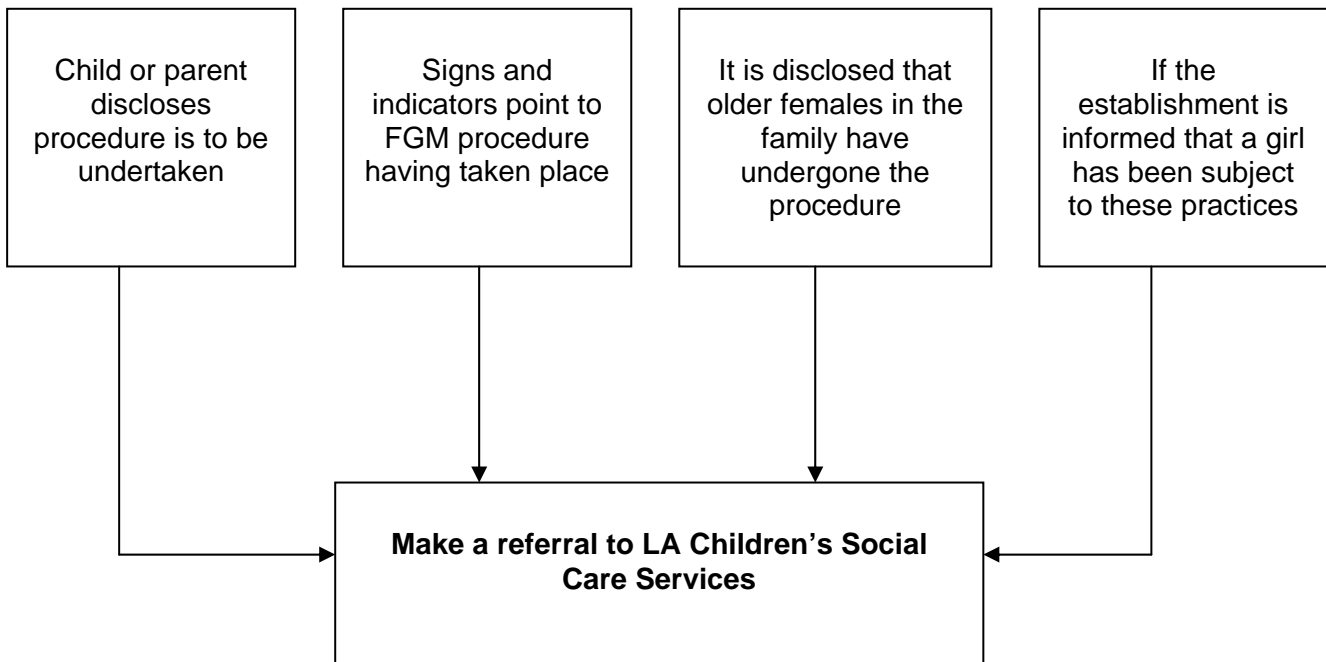 Child or parent
discloses
procedure is to be
undertaken
Signs and
indicators point to
FGM procedure
having taken place
It is disclosed that
older females in the
family have
undergone the
procedure
If the
establishment is
informed that a girl
has been subject
to these practices
Make a referral to LA Children’s Social
Care Services